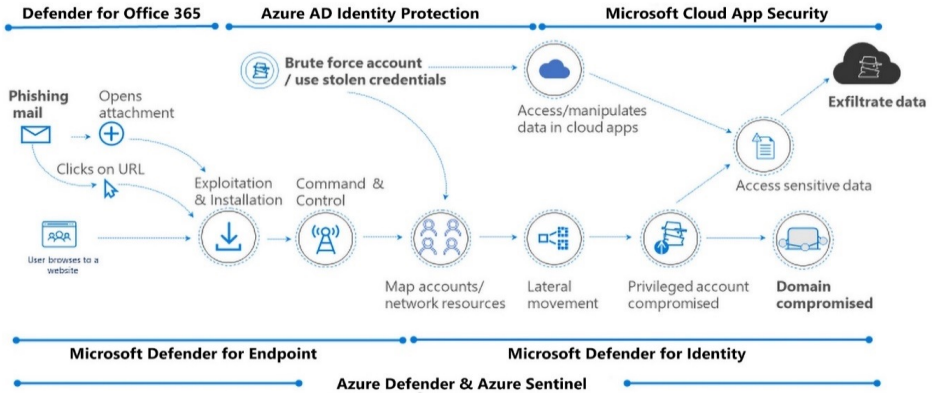 Defender for Office 365
Azure AD Identity Protection
Microsoft Cloud App Security
Brute force account
/ use stolen credentials
Exfiltrate data
Phishing
mail
Opens
attachment
Access/manipulates
data in cloud apps
Clicks on URL
Access sensitive data
Exploitation
& Installation
Command &
Control
User browses to a
website
Map accounts/
network resources
Lateral
movement
Privileged account
compromised
Domain
compromised
Microsoft Defender for Endpoint
Microsoft Defender for Identity
Azure Defender & Azure Sentinel